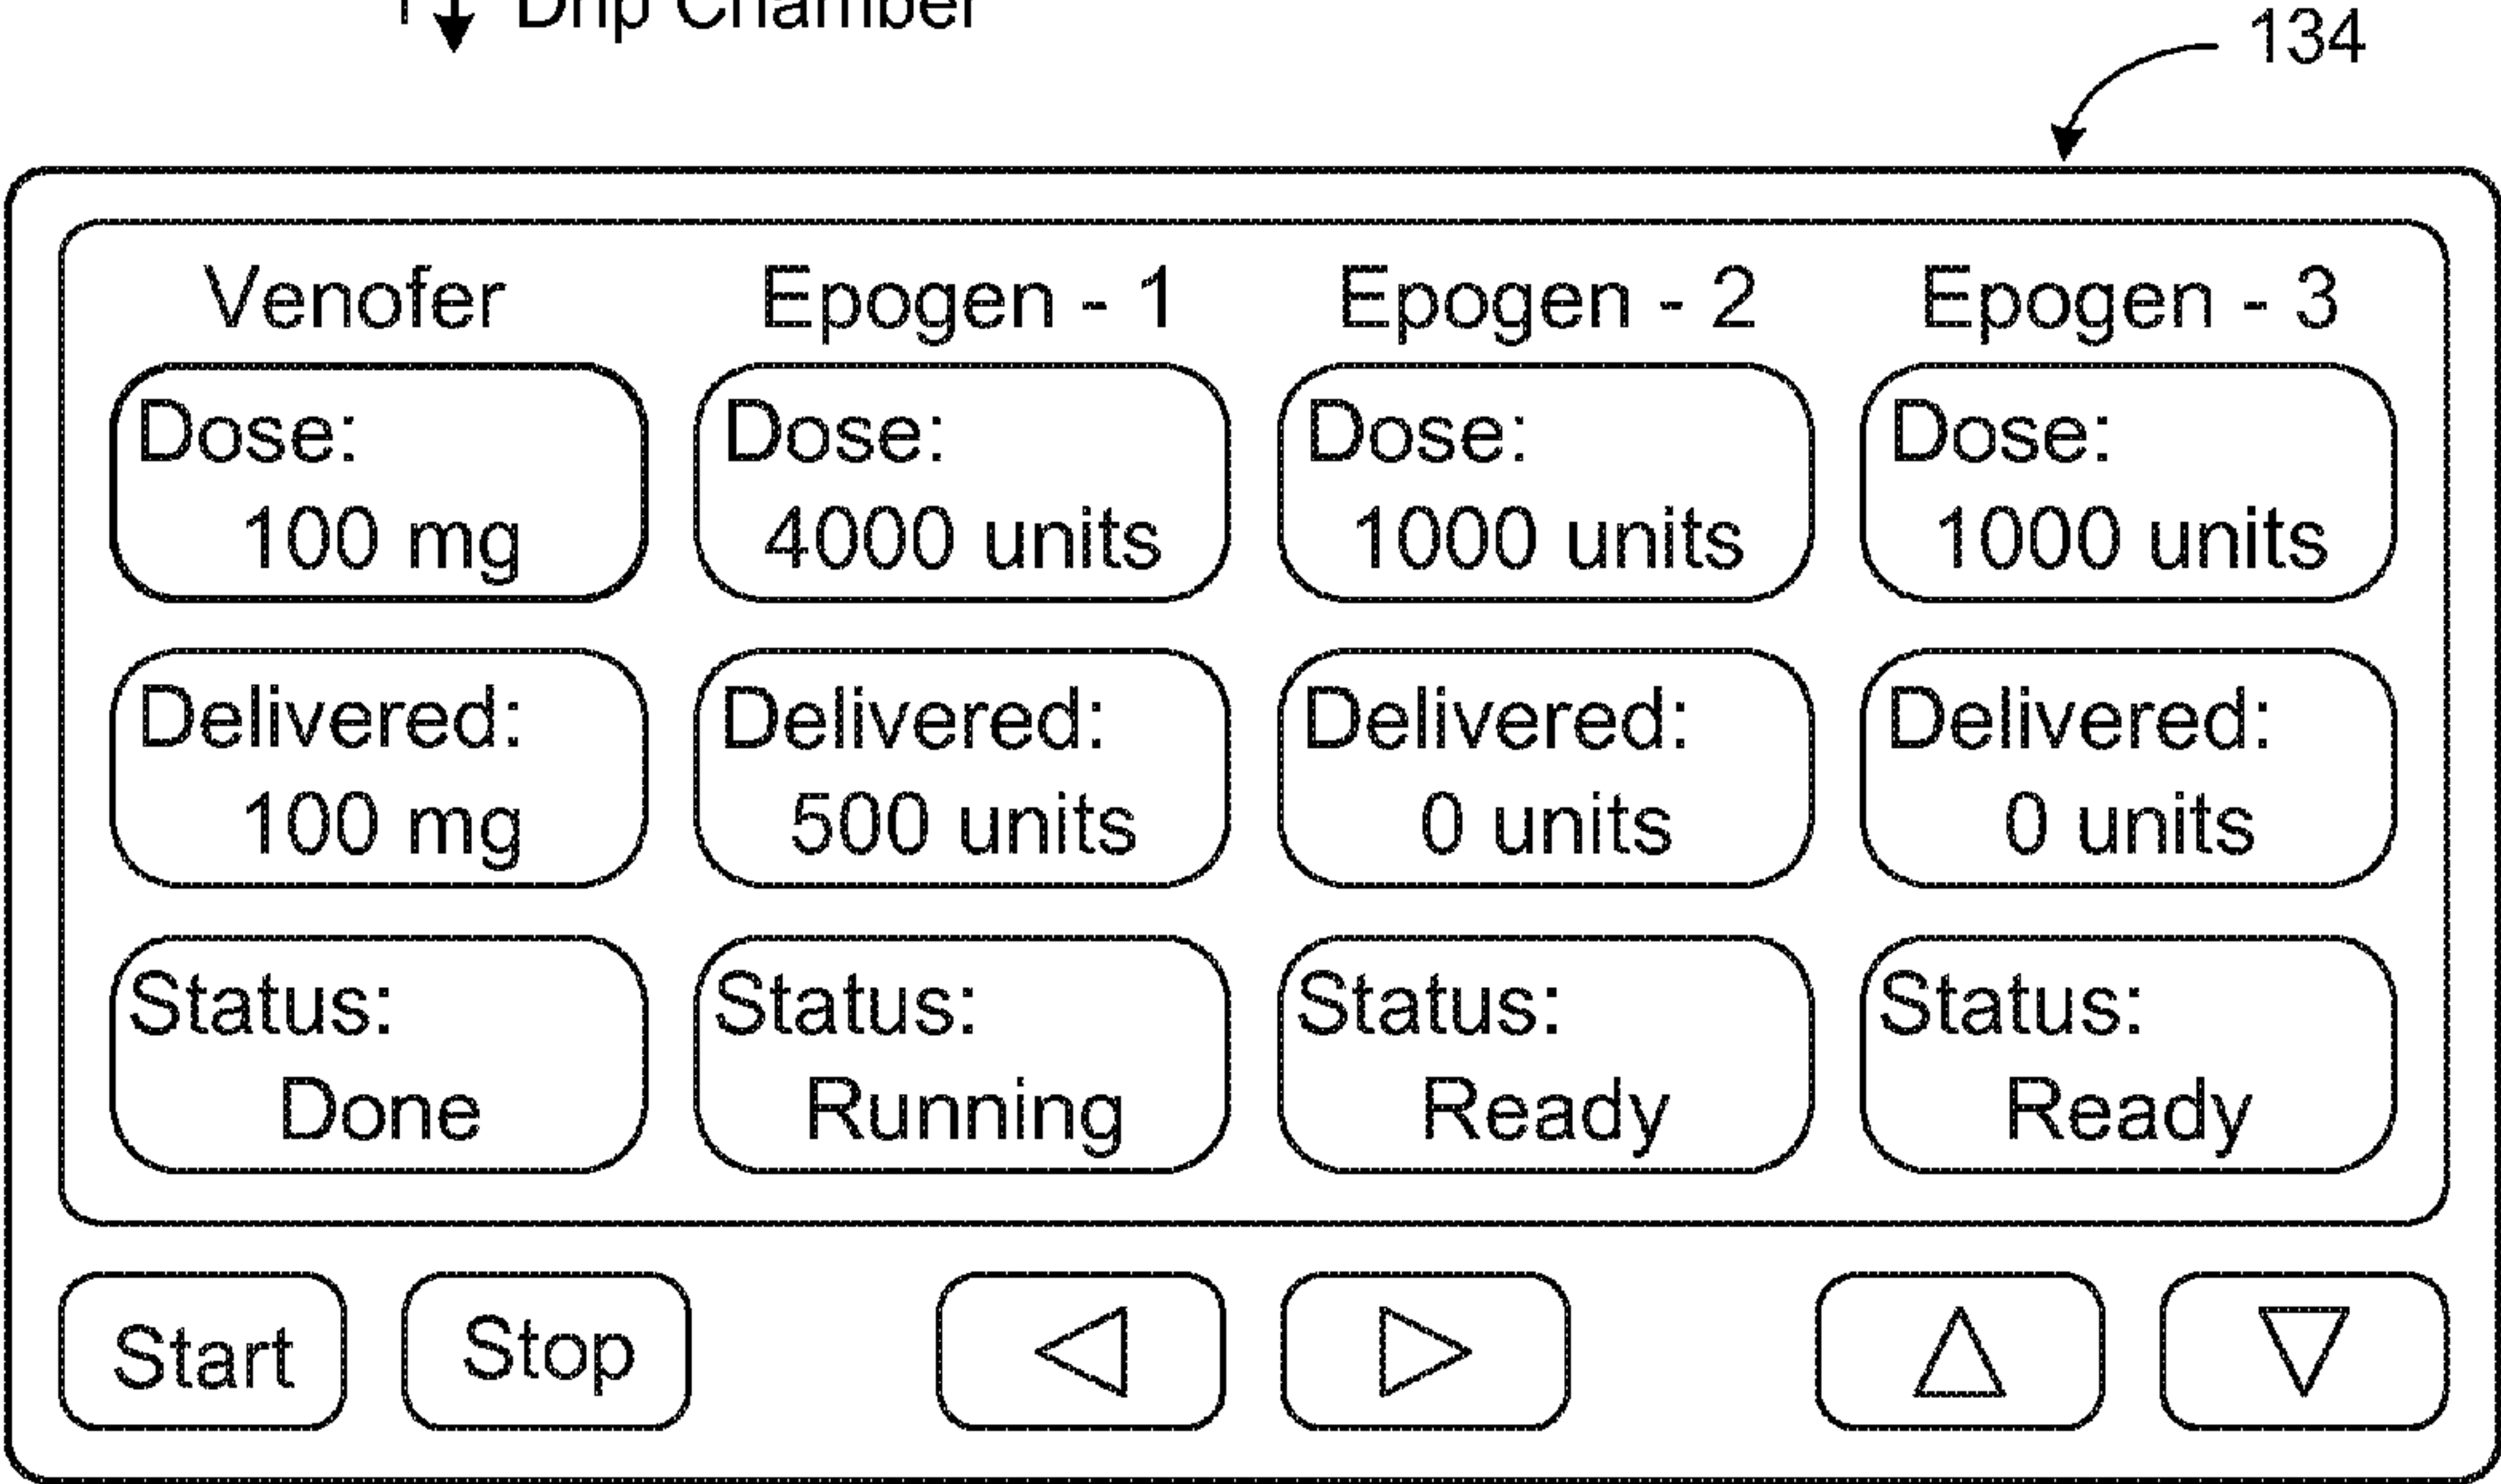 Drip Chamber
134
Venofer Epogen - 1 Epogen - 2 Epogen - 3
Dose: Dose: Dose: Dose:
100 mg 4000 units 1000 units 1000 units
Delivered: Delivered: Delivered: Delivered:
100 mg 500 units 0 units 0 units
Status: Status: Status: Status:
Done Running Ready Ready
Start Stop